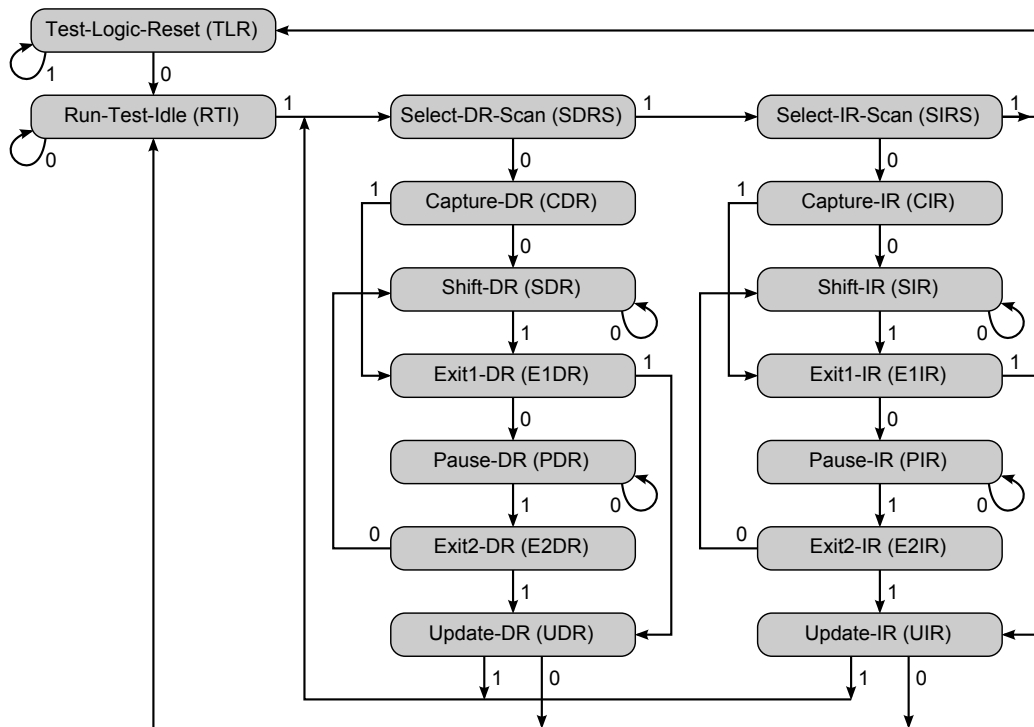 Test-Logic-Reset (TLR)
1
0
Run-Test-Idle (RTI)
1
Select-DR-Scan (SDRS)
1
Select-IR-Scan (SIRS)
1
0
0
0
1
Capture-DR (CDR)
1
Capture-IR (CIR)
0
0
Shift-DR (SDR)
Shift-IR (SIR)
1
0
1
0
Exit1-DR (E1DR)
1
Exit1-IR (E1IR)
1
0
0
Pause-DR (PDR)
Pause-IR (PIR)
1
0
1
0
0
Exit2-DR (E2DR)
0
Exit2-IR (E2IR)
1
1
Update-DR (UDR)
Update-IR (UIR)
1
0
1
0